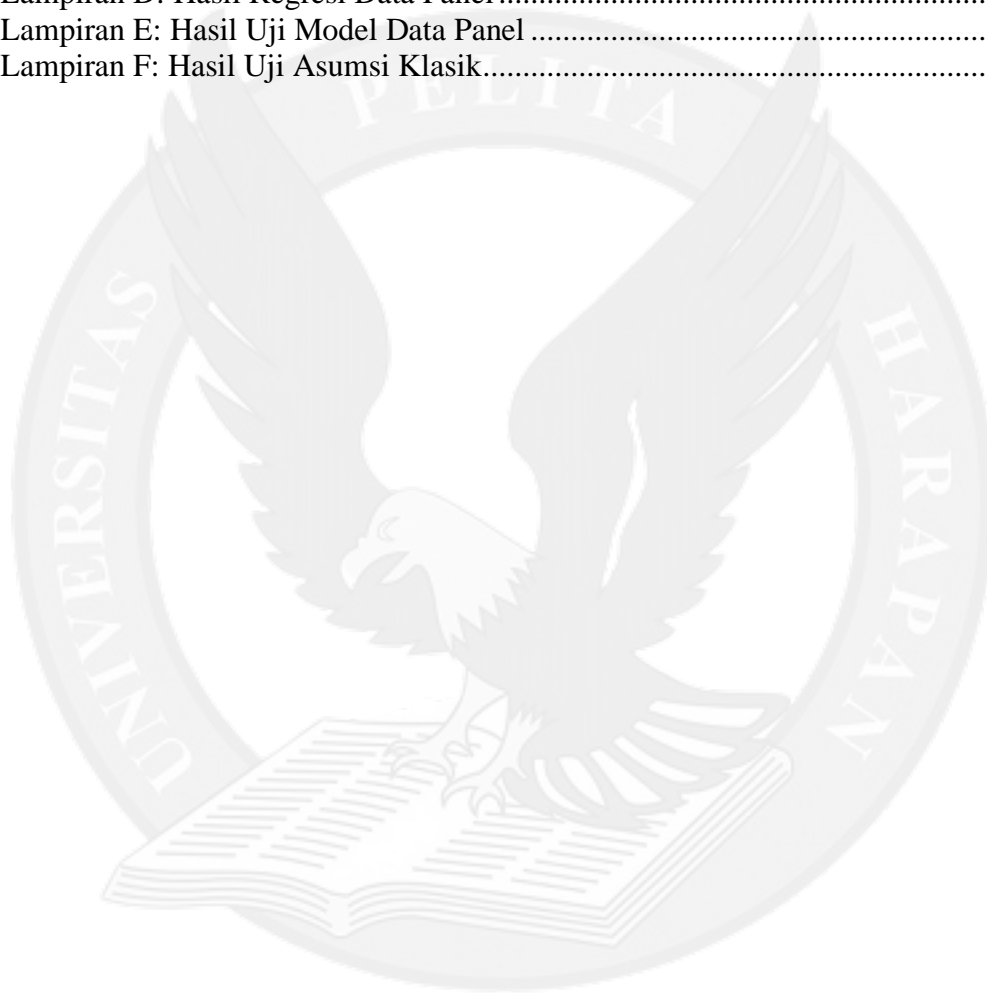 Lampiran D: Hasil Regresi Data Panel........................................................
Lampiran E: Hasil Uji Model Data Panel ....................................................
Lampiran F: Hasil Uji Asumsi Klasik..........................................................
UNIVERSITAS PELITA HARAPAN